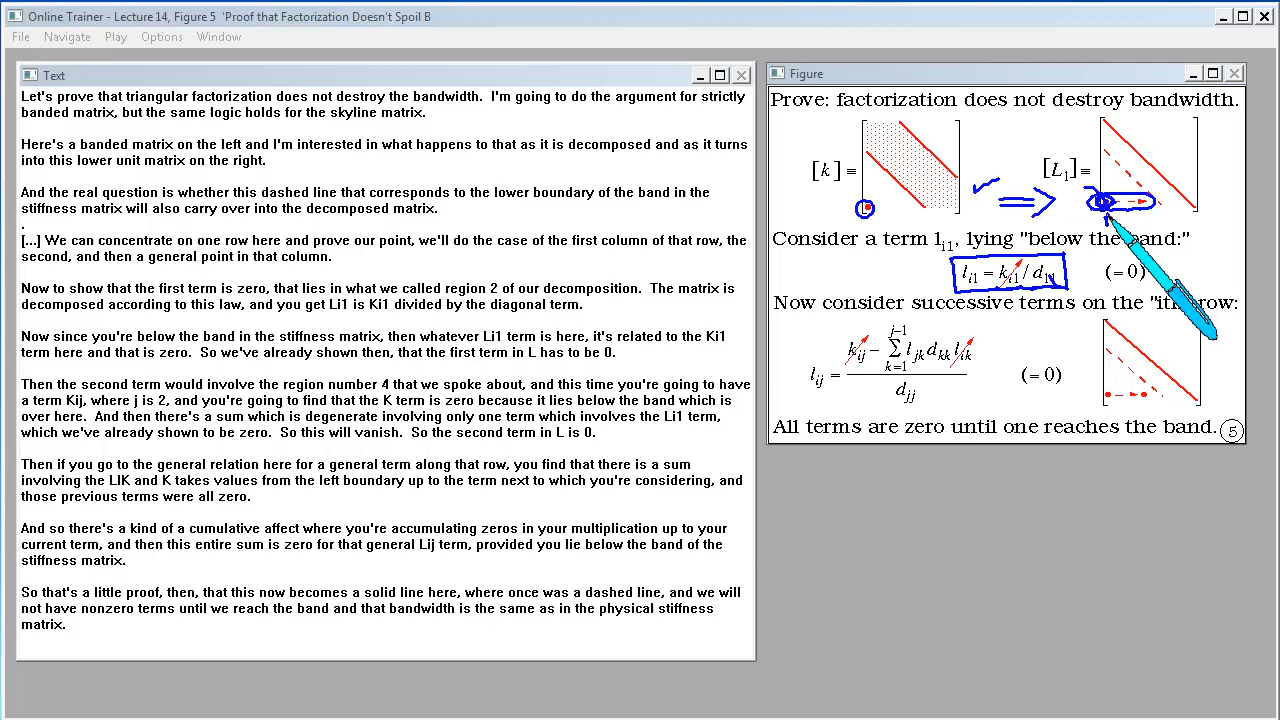 Online Trainer - Lecture 14, Figure 5 'Proof that Factorization Doesn't Spoil B
File Navigate Play Options Window
Text
Let's prove that triangular factorization does not destroy the bandwidth. I'm going to do the argument for strictly
banded matrix, but the same logic holds for the skyline matrix.
Here's a banded matrix on the left and I'm interested in what happens to that as it is decomposed and as it turns
into this lower unit matrix on the right.
And the real question is whether this dashed line that corresponds to the lower boundary of the band in the
stiffness matrix will also carry over into the decomposed matrix.
.
[...] We can concentrate on one row here and prove our point, we'll do the case of the first column of that row, the
second, and then a general point in that column.
Now to show that the first term is zero, that lies in what we called region 2 of our decomposition. The matrix is
decomposed according to this law, and you get Li1 is Ki1 divided by the diagonal term.
Now since you're below the band in the stiffness matrix, then whatever Li1 term is here, it's related to the Ki1
term here and that is zero. So we've already shown then, that the first term in L has to be 0.
Then the second term would involve the region number 4 that we spoke about, and this time you're going to have
a term Kij, where j is 2, and you're going to find that the K term is zero because it lies below the band which is
over here. And then there's a sum which is degenerate involving only one term which involves the Li1 term,
which we've already shown to be zero. So this will vanish. So the second term in L is 0.
Then if you go to the general relation here for a general term along that row, you find that there is a sum
involving the LIK and K takes values from the left boundary up to the term next to which you're considering, and
those previous terms were all zero.
And so there's a kind of a cumulative affect where you're accumulating zeros in your multiplication up to your
current term, and then this entire sum is zero for that general Lij term, provided you lie below the band of the
stiffness matrix.
So that's a little proof, then, that this now becomes a solid line here, where once was a dashed line, and we will
not have nonzero terms until we reach the band and that bandwidth is the same as in the physical stiffness
matrix.
Figure
Prove: factorization does not destroy bandwidth.
[k] ≡ ⇒ [L1] ≡
Consider a term li1, lying "below the band:"
li1 = ki1 / d11 (=0)
Now consider successive terms on the "ith row:
lij = (kij − Σ_{k=1}^{j−1} ljk dkk lik) / djj (=0)
All terms are zero until one reaches the band. 5